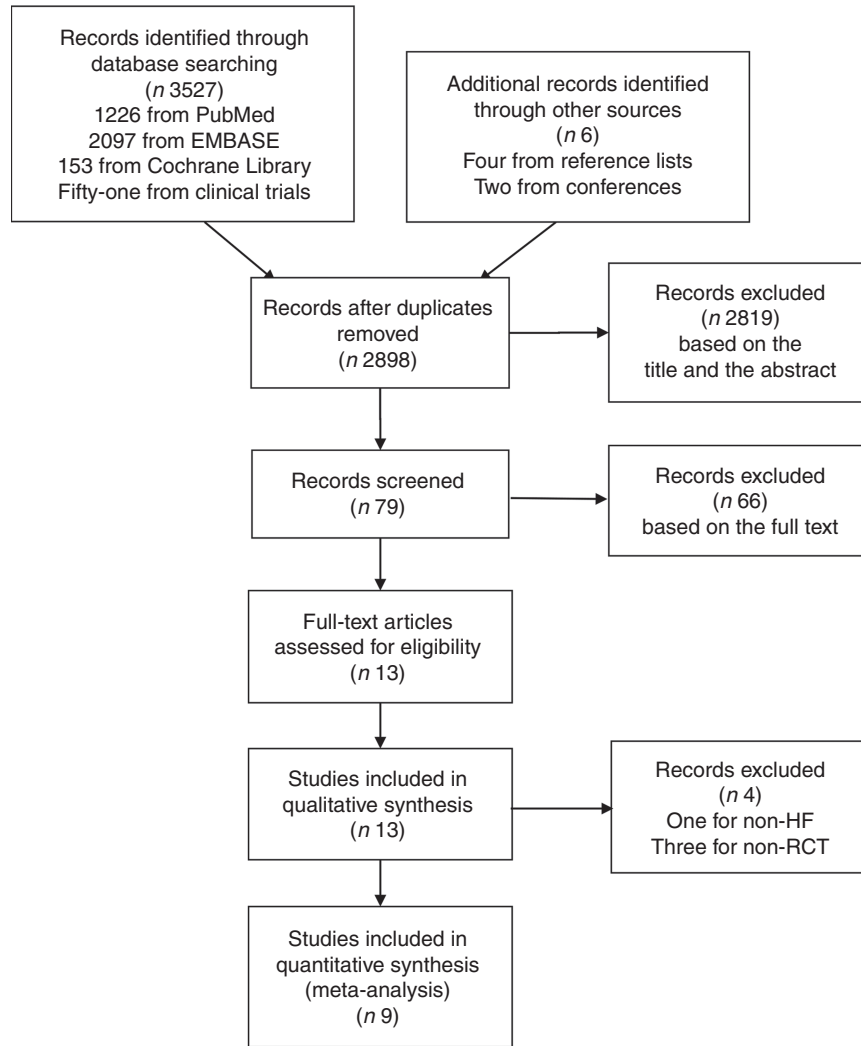 Records identified through
database searching
(n 3527)
1226 from PubMed
2097 from EMBASE
153 from Cochrane Library
Fifty-one from clinical trials
Additional records identified
through other sources
(n 6)
Four from reference lists
Two from conferences
Records after duplicates
removed
(n 2898)
Records excluded
(n 2819)
based on the
title and the abstract
Records screened
(n 79)
Records excluded
(n 66)
based on the full text
Full-text articles
assessed for eligibility
(n 13)
Studies included in
qualitative synthesis
(n 13)
Records excluded
(n 4)
One for non-HF
Three for non-RCT
Studies included in
quantitative synthesis
(meta-analysis)
n 9